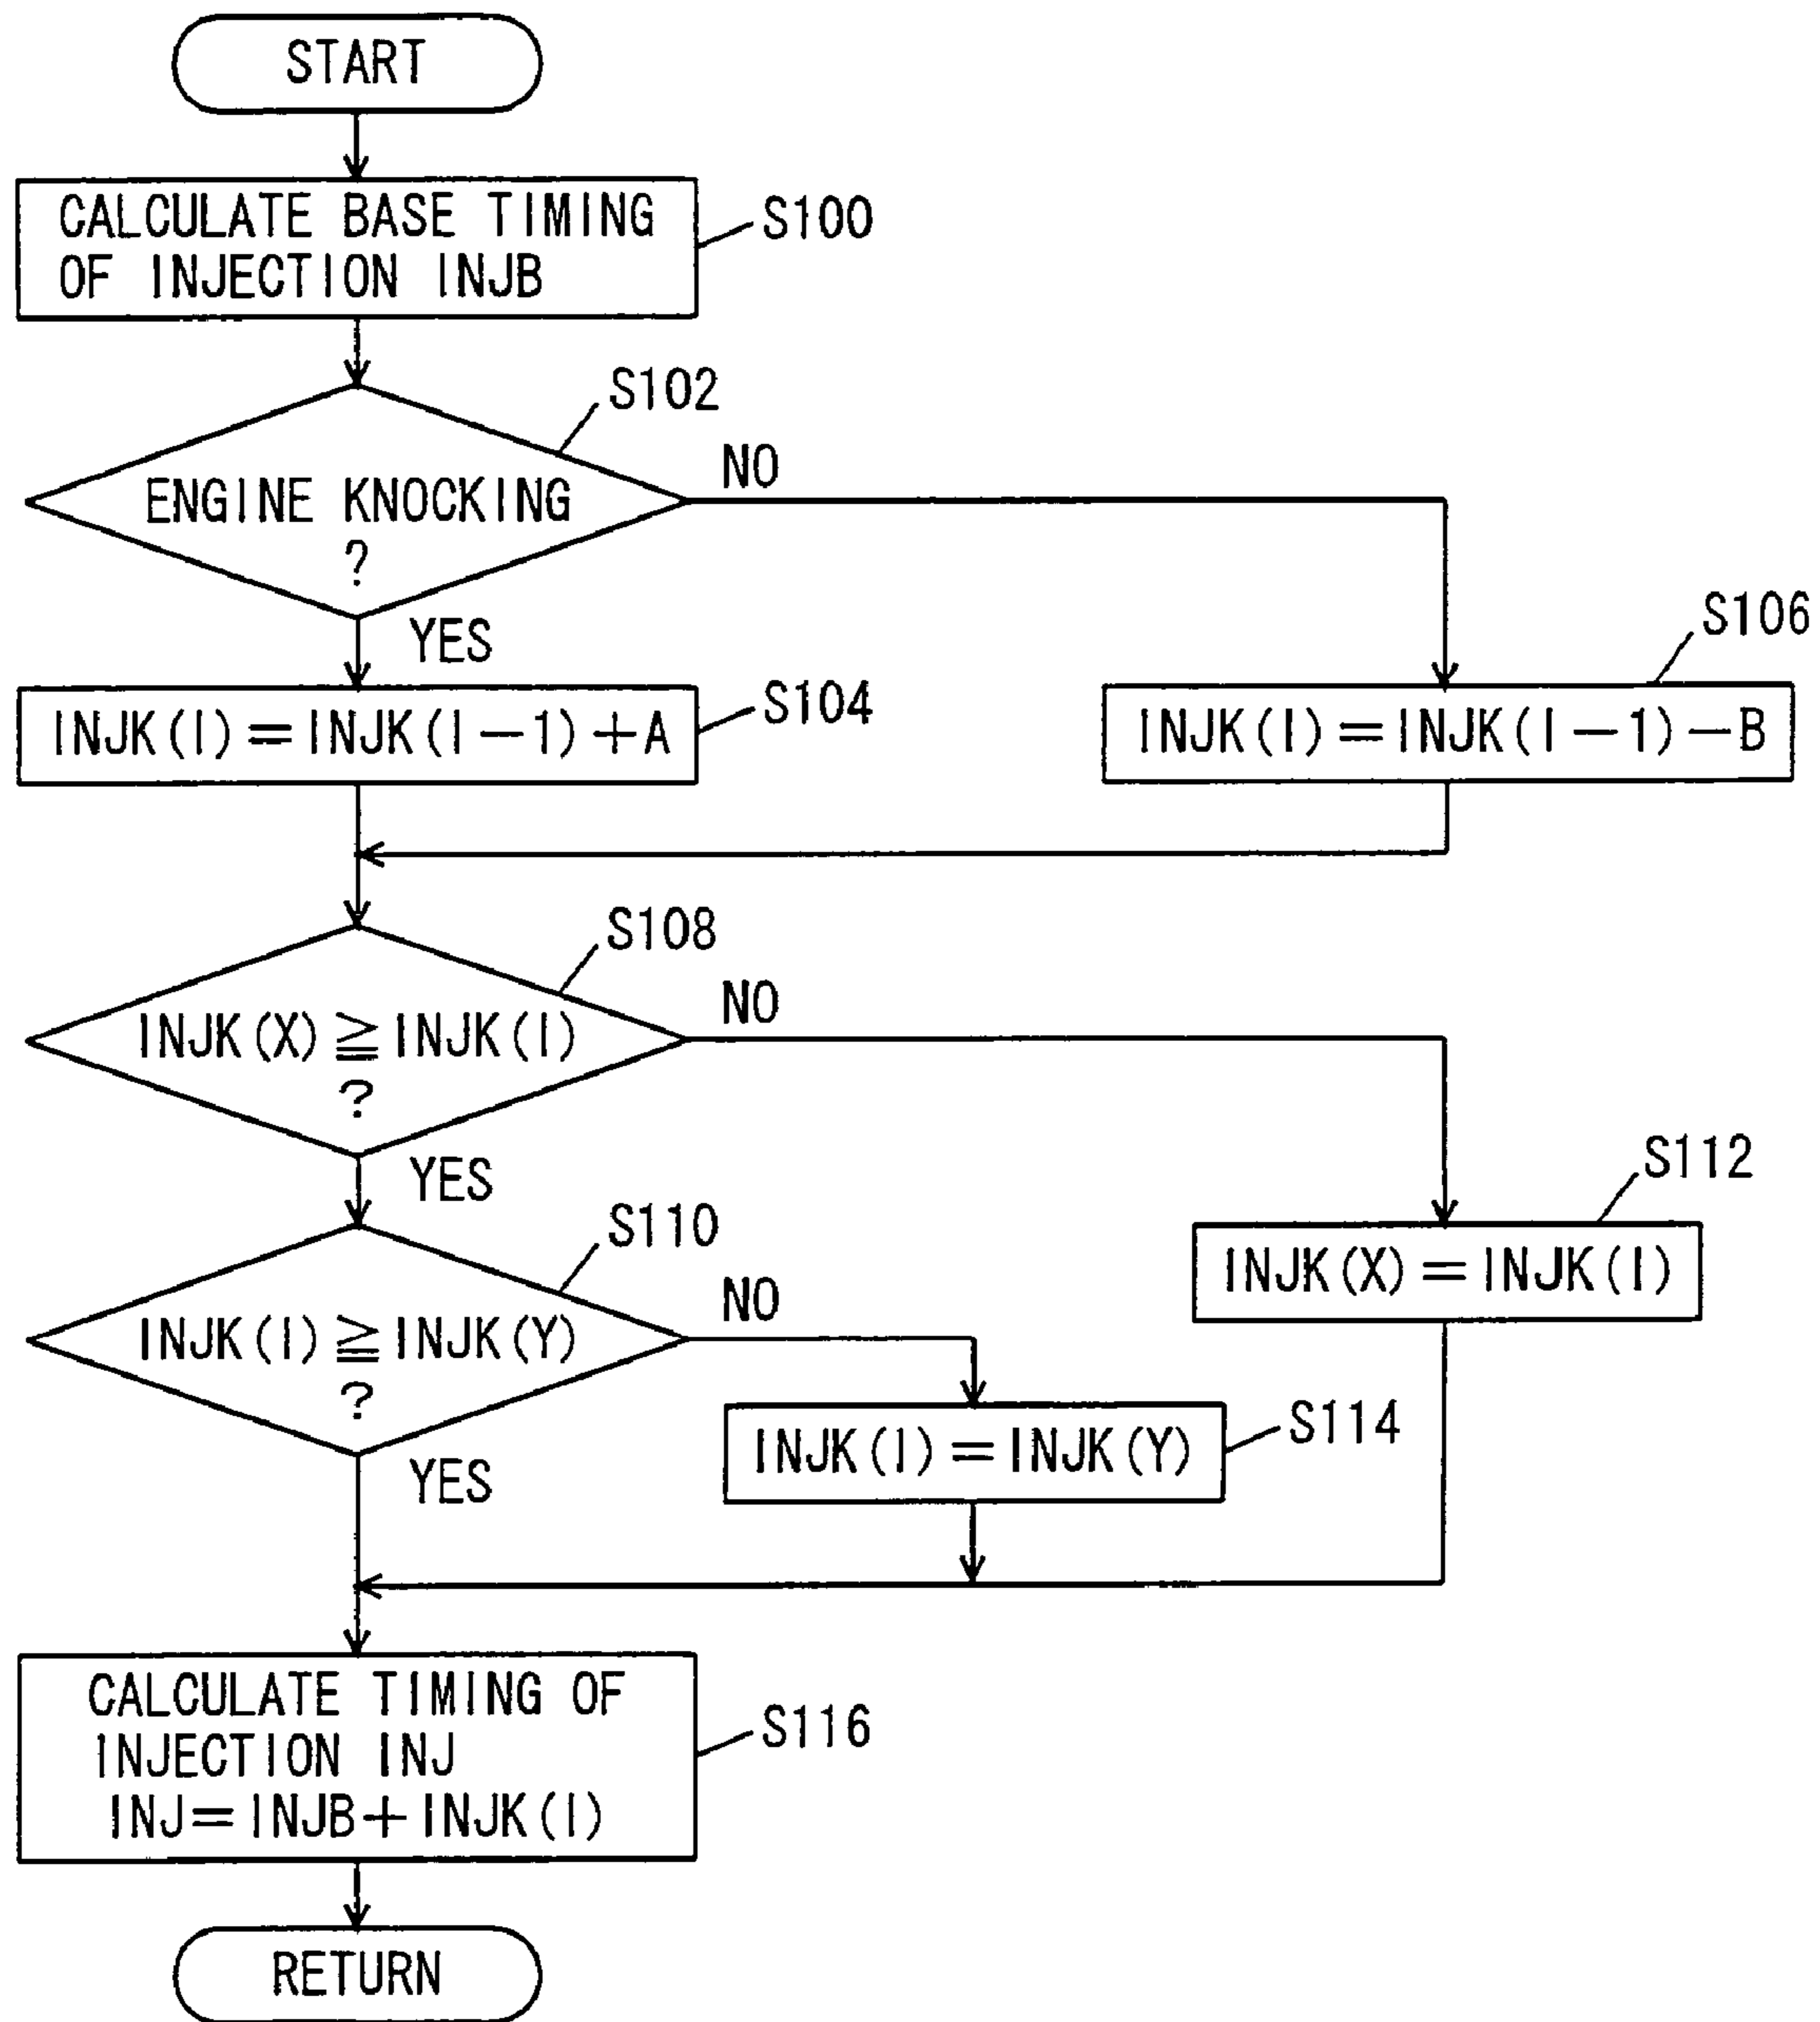 START
CALCULATE BASE TIMING
OF INJECTION INJB
S100
S102
ENGINE KNOCKING
?
NO
YES
S104
INJK(I)=INJK(I-1)+A
S106
INJK(I)=INJK(I-1)-B
S108
INJK(X)≧INJK(I)
?
NO
YES
S110
INJK(I)≧INJK(Y)
?
NO
YES
S112
INJK(X)=INJK(I)
S114
INJK(I)=INJK(Y)
CALCULATE TIMING OF
INJECTION INJ
INJ=INJB+INJK(I)
S116
RETURN